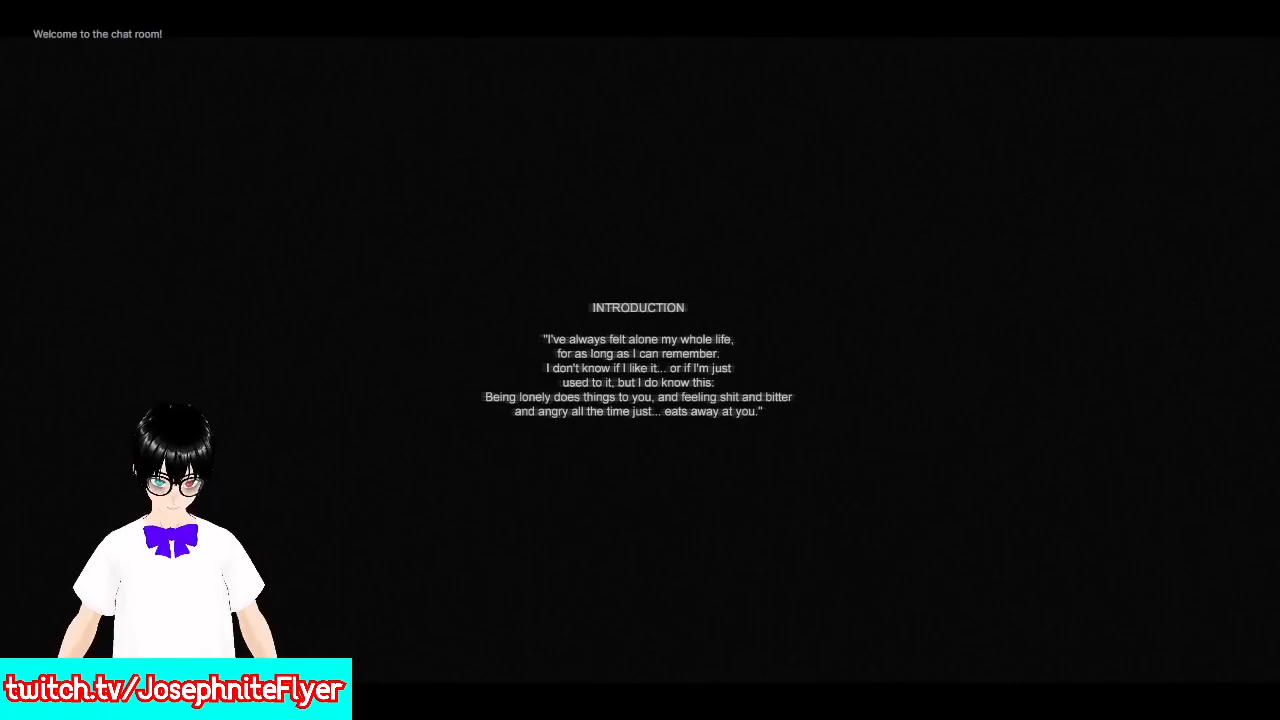 Welcome to the chat room!
INTRODUCTION
"I've always felt alone my whole life,
for as long as I can remember.
I don't know if I like it... or if I'm just
used to it, but I do know this:
Being lonely does things to you, and feeling shit and bitter
and angry all the time just... eats away at you."
twitch.tv/JosephniteFlyer